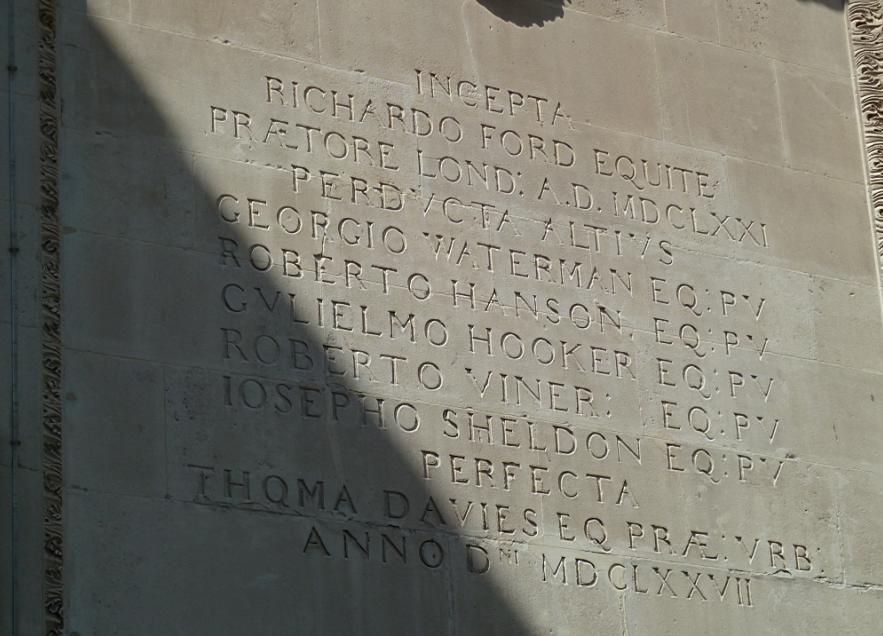 INCEPTA
RICHARDO FORD EQUITE
PRÆTORE LOND: A.D. MDCLXXI
PERDVCTA ALTIVS
GEORGIO WATERMAN EQ: PV
ROBERTO HANSON. EQ: PV
GVLIELMO HOOKER EQ: PV
ROBERTO VINER: EQ: PV
IOSEPHO SHELDON EQ: PV
PERFECTA
THOMA DAVIES EQ PRÆ: VRB:
ANNO DNI MDCLXXVII